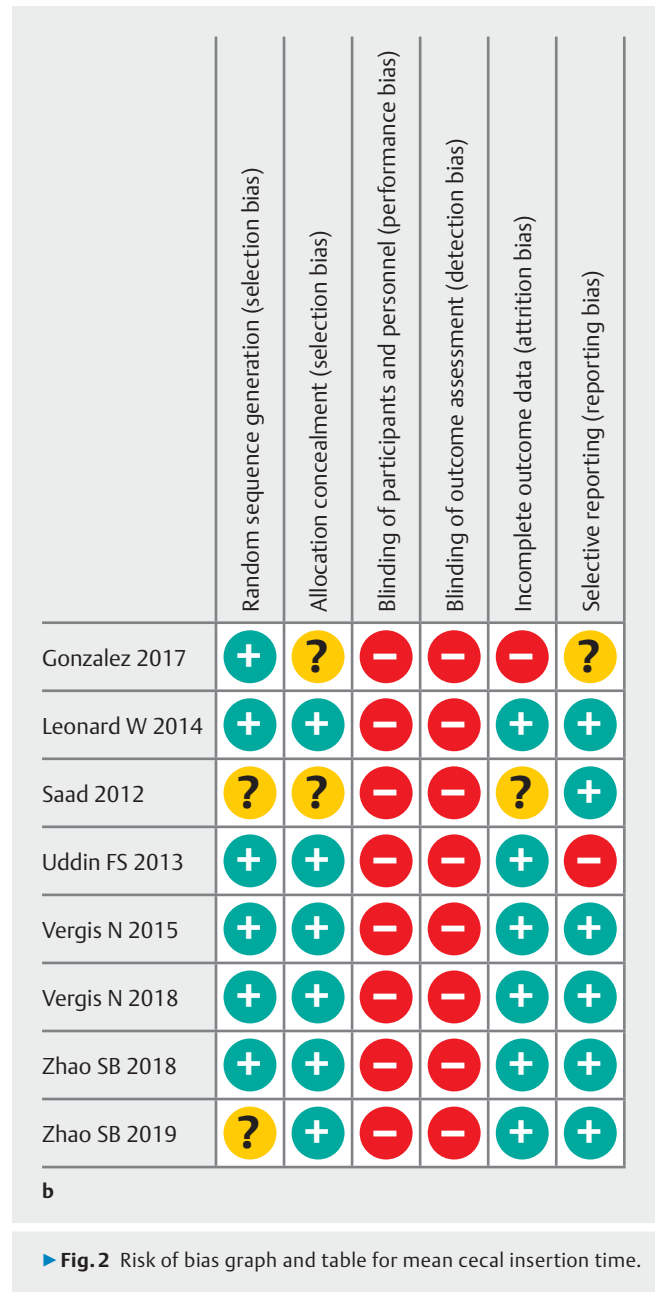 Random sequence generation (selection bias)
Allocation concealment (selection bias)
Blinding of participants and personnel (performance bias)
Blinding of outcome assessment (detection bias)
Incomplete outcome data (attrition bias)
Selective reporting (reporting bias)
Gonzalez 2017 + ? − − − ?
Leonard W 2014 + + − − + +
Saad 2012 ? ? − − ? +
Uddin FS 2013 + + − − + −
Vergis N 2015 + + − − + +
Vergis N 2018 + + − − + +
Zhao SB 2018 + + − − + +
Zhao SB 2019 ? + − − + +
b
►Fig. 2 Risk of bias graph and table for mean cecal insertion time.